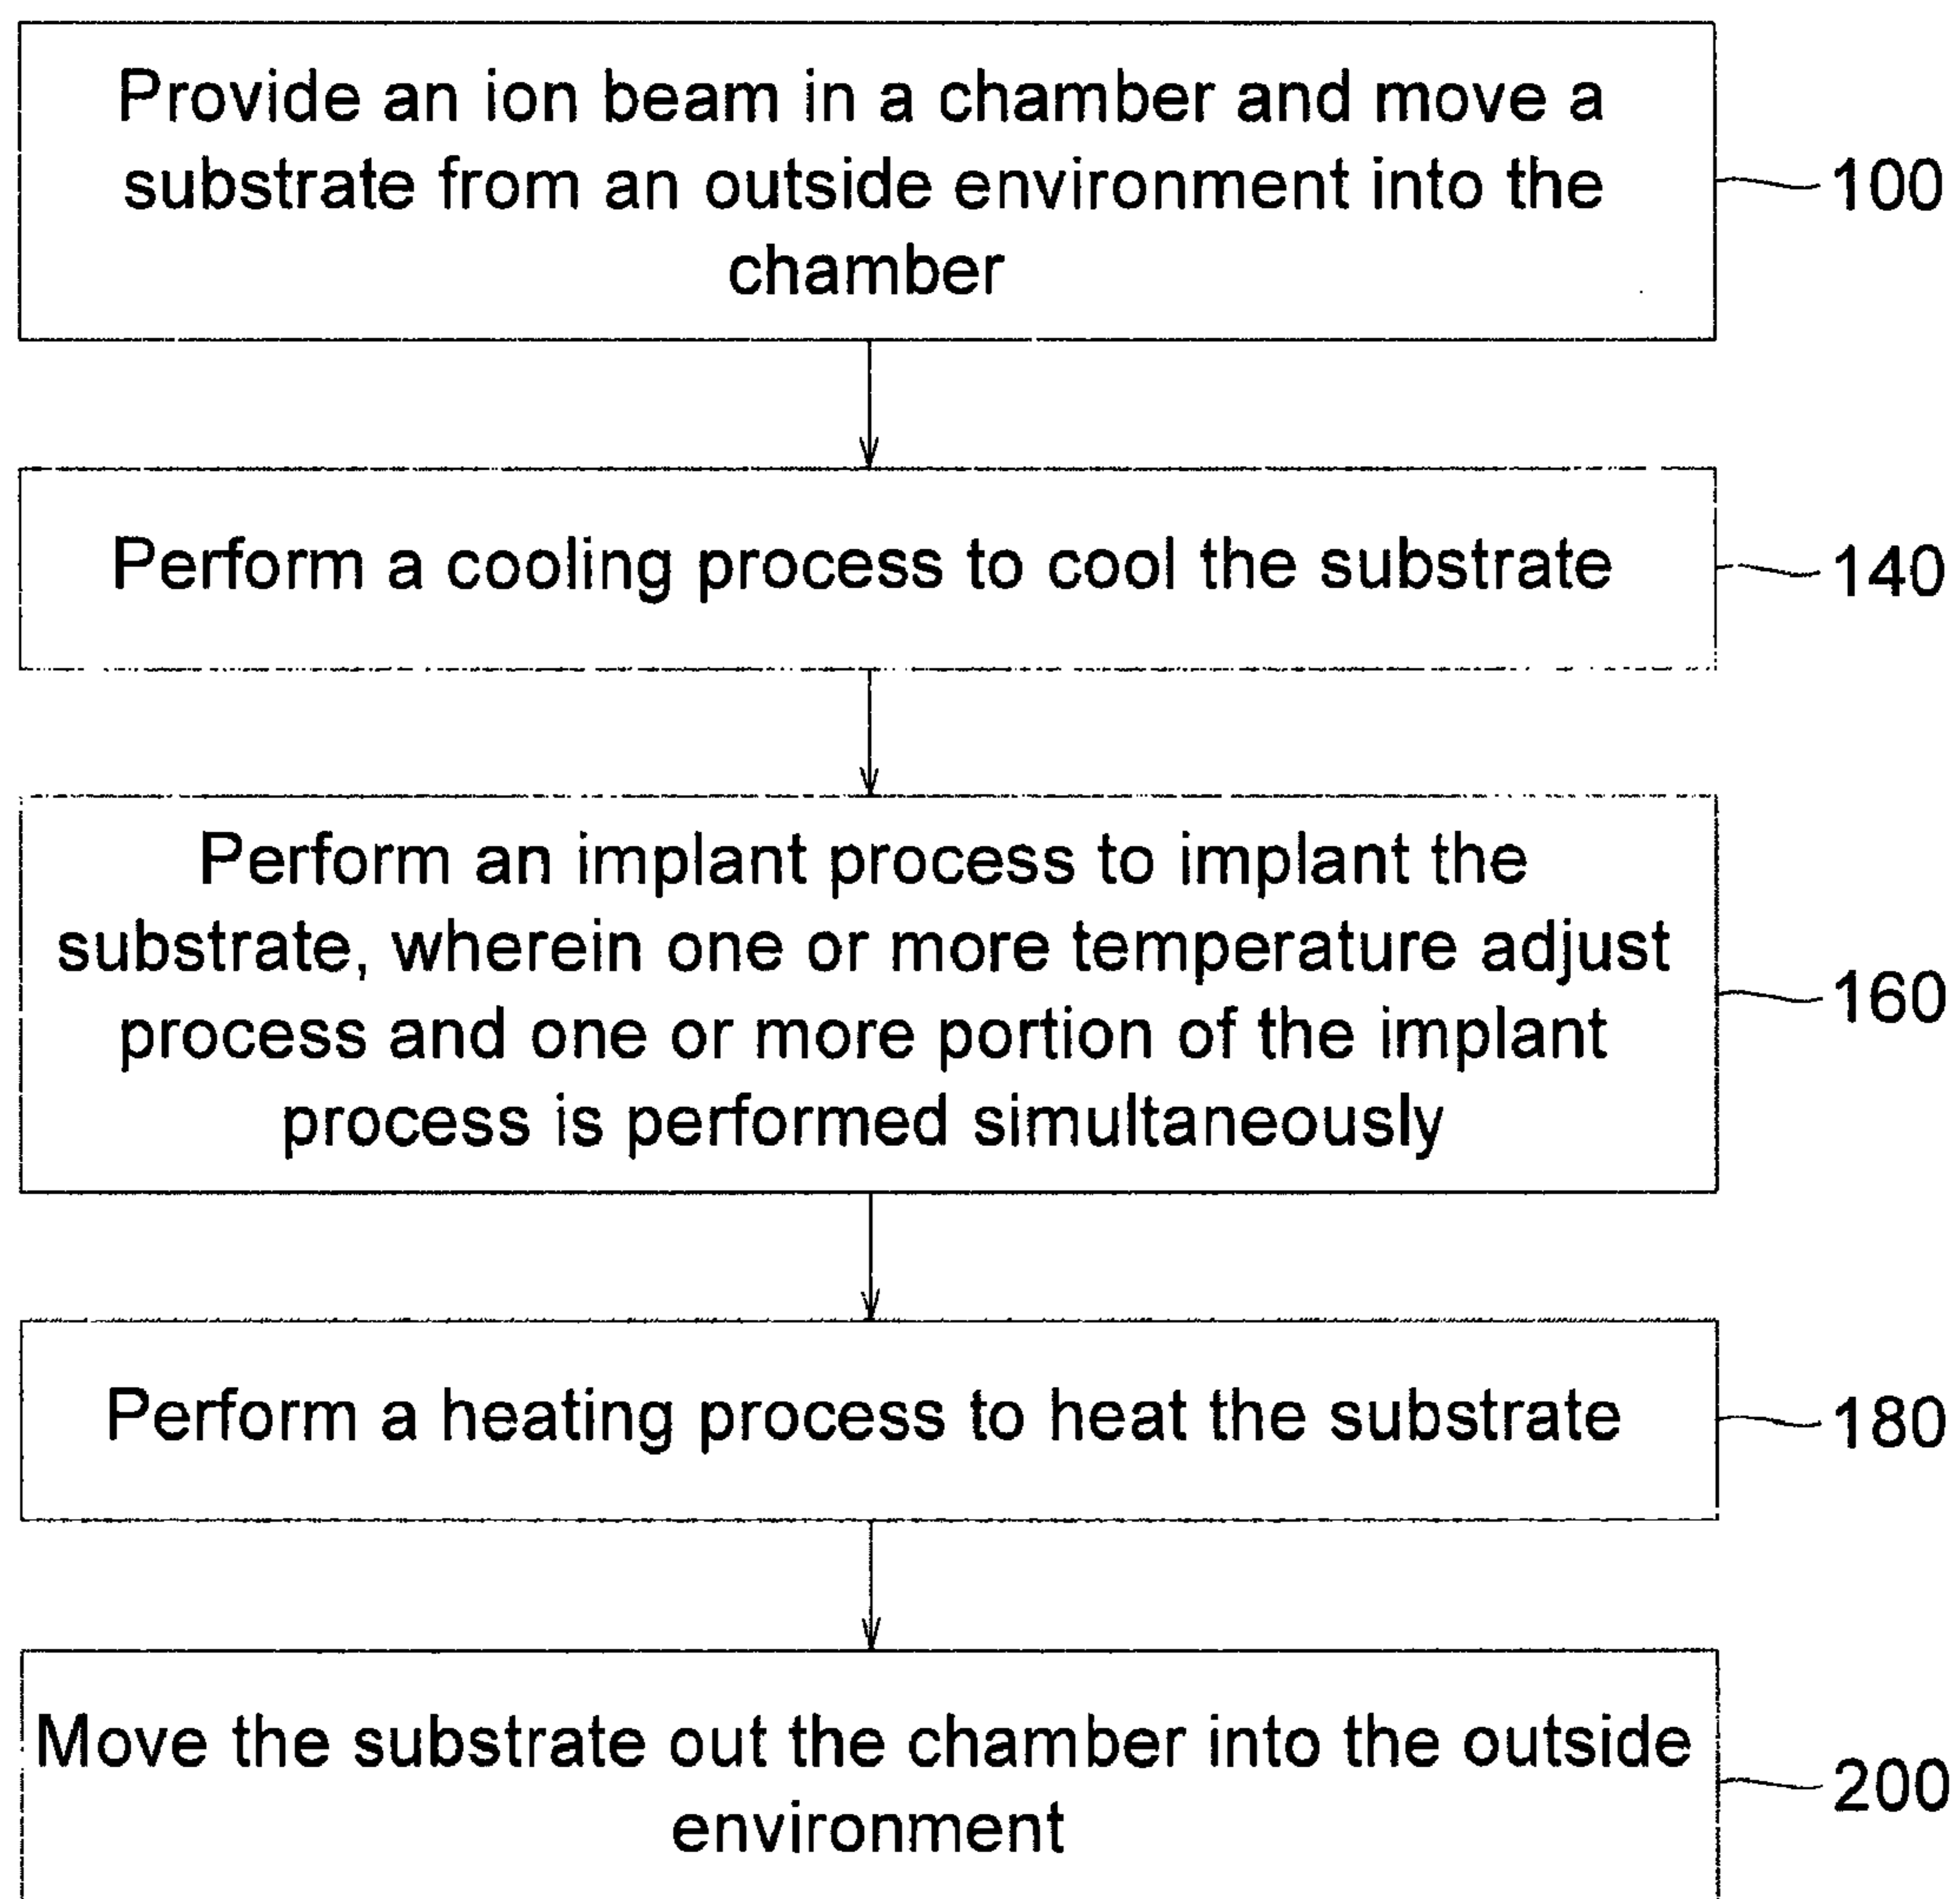 Provide an ion beam in a chamber and move a
substrate from an outside environment into the
chamber
100
Perform a cooling process to cool the substrate
140
Perform an implant process to implant the
substrate, wherein one or more temperature adjust
process and one or more portion of the implant
process is performed simultaneously
160
Perform a heating process to heat the substrate
180
Move the substrate out the chamber into the outside
environment
200